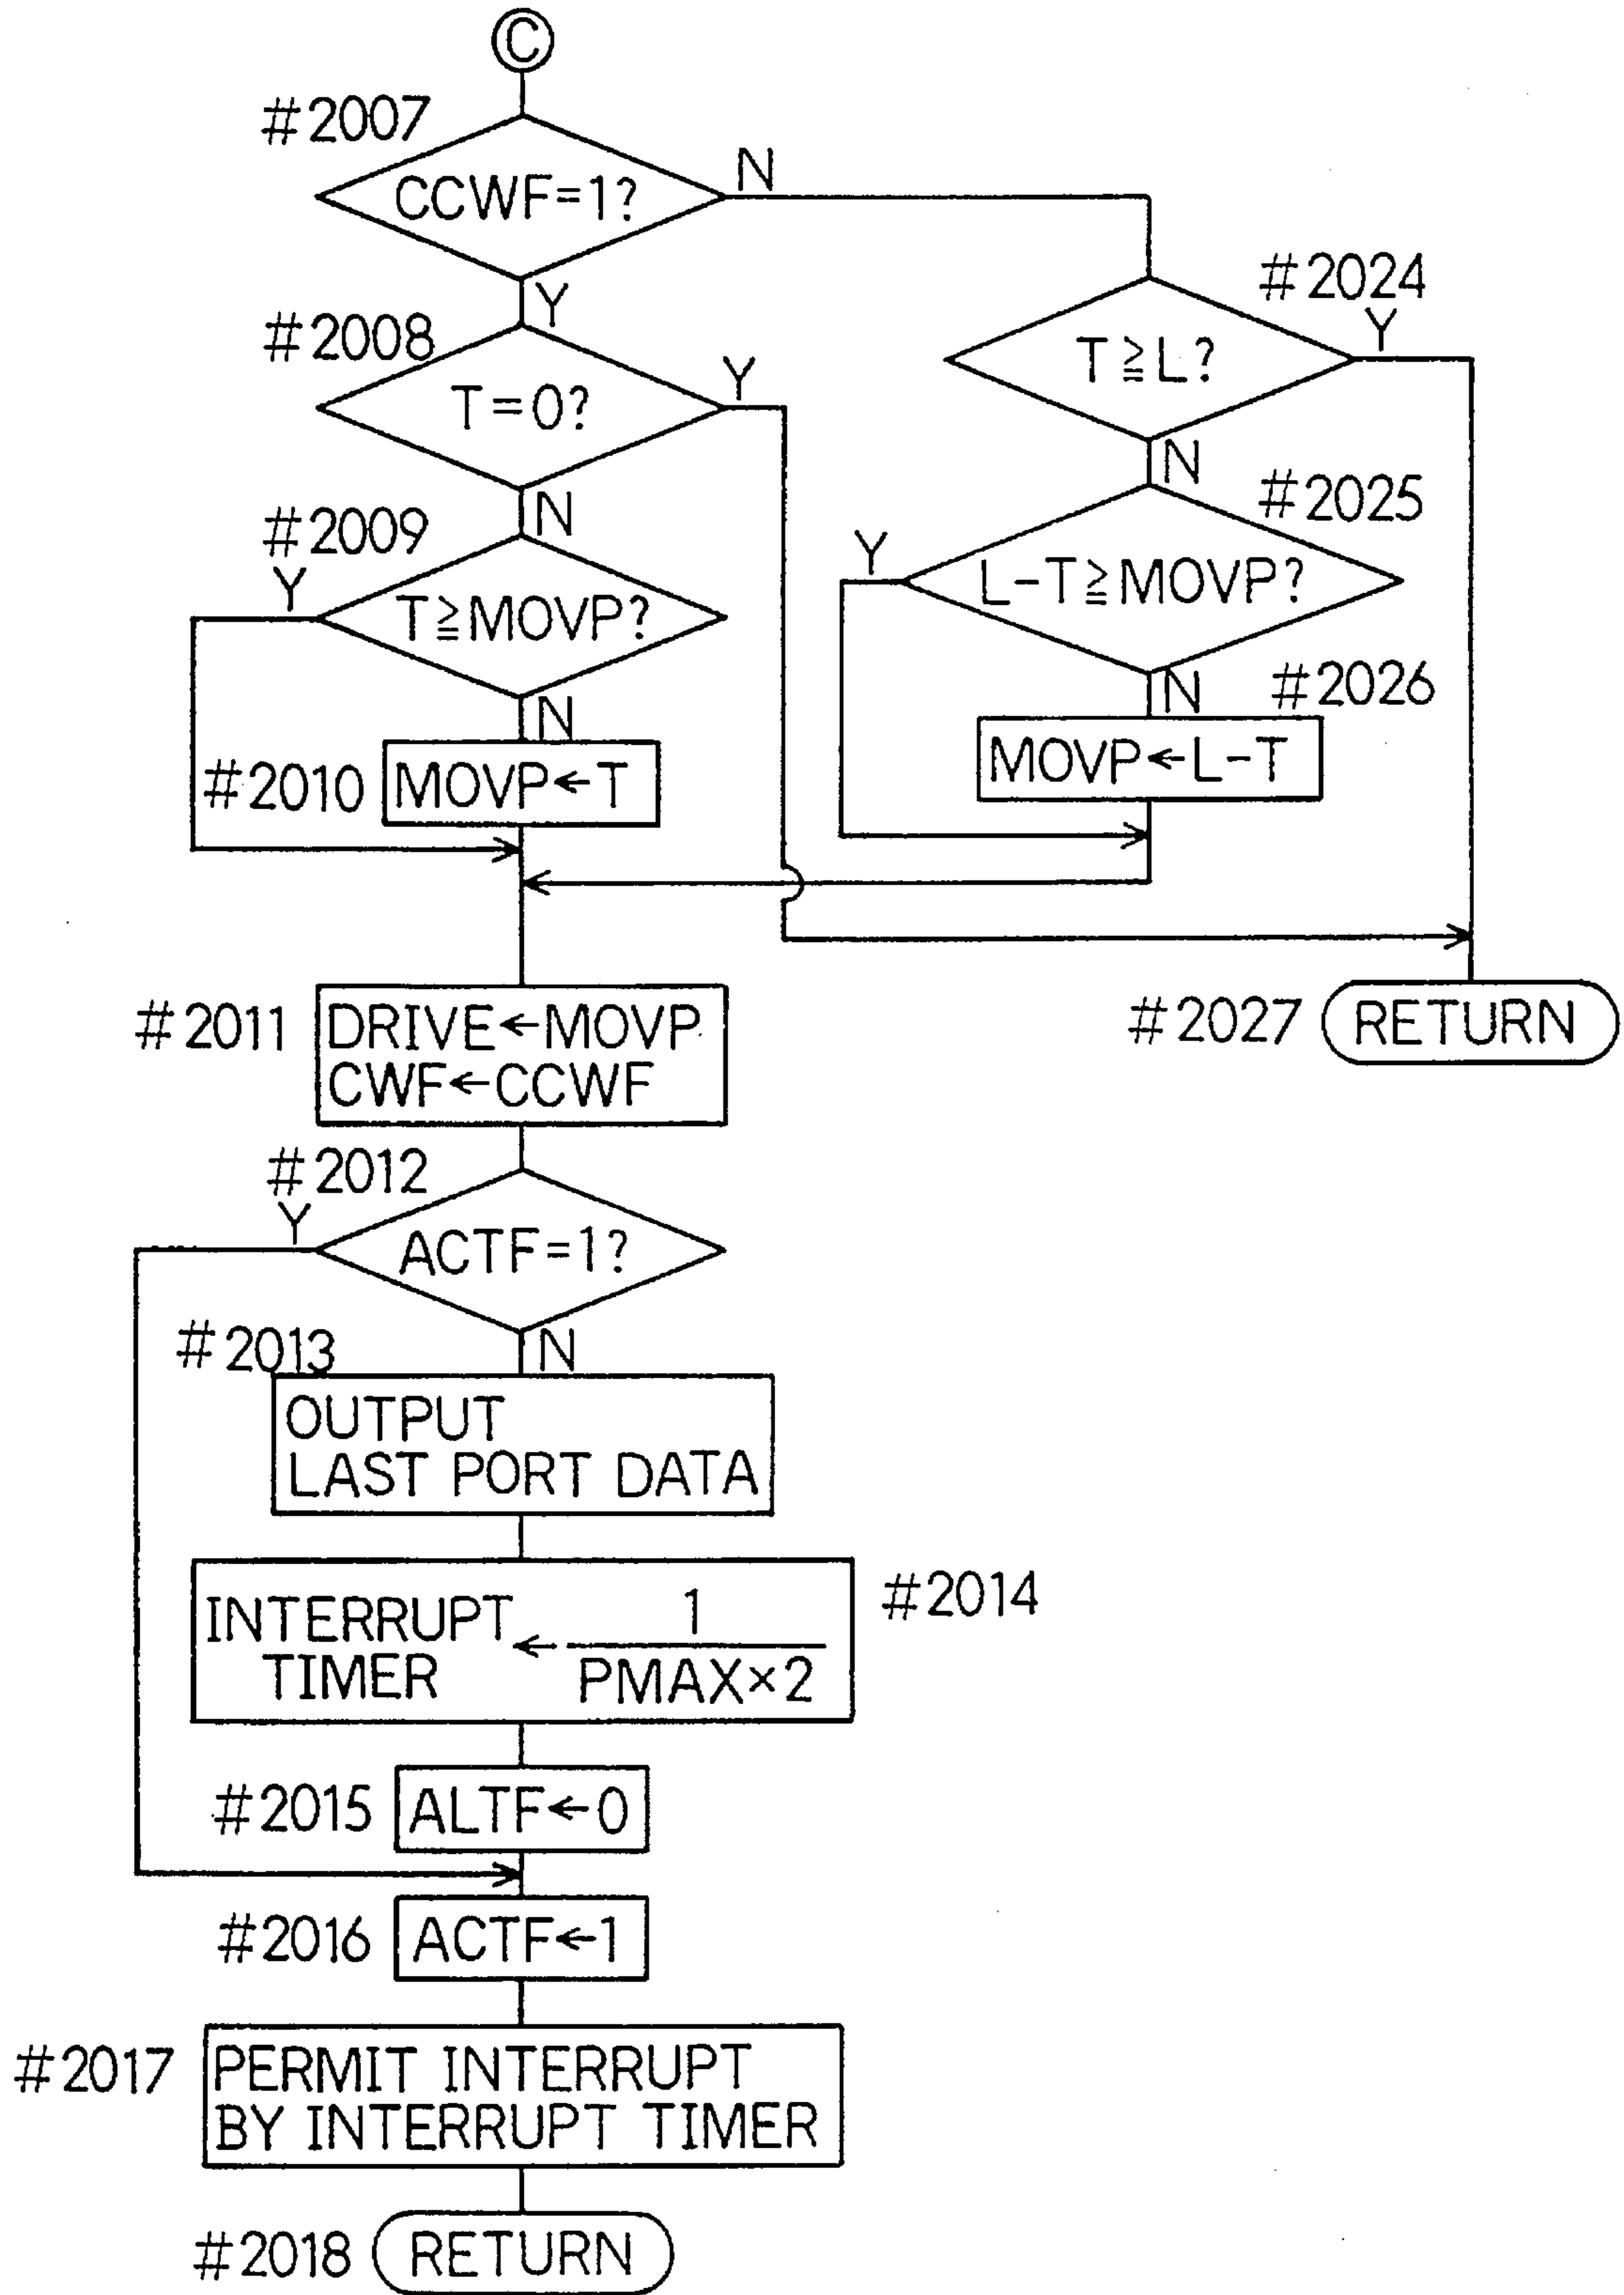 C
#2007
CCWF=1?
N
Y
#2008
T=0?
Y
N
#2009
Y
T≧MOVP?
N
#2010
MOVP←T
#2024
T≧L?
Y
N
#2025
Y
L-T≧MOVP?
N
#2026
MOVP←L-T
#2011
DRIVE←MOVP
CWF←CCWF
#2027
RETURN
#2012
Y
ACTF=1?
N
#2013
OUTPUT
LAST PORT DATA
#2014
INTERRUPT
TIMER
←
1
PMAX×2
#2015
ALTF←0
#2016
ACTF←1
#2017
PERMIT INTERRUPT
BY INTERRUPT TIMER
#2018
RETURN